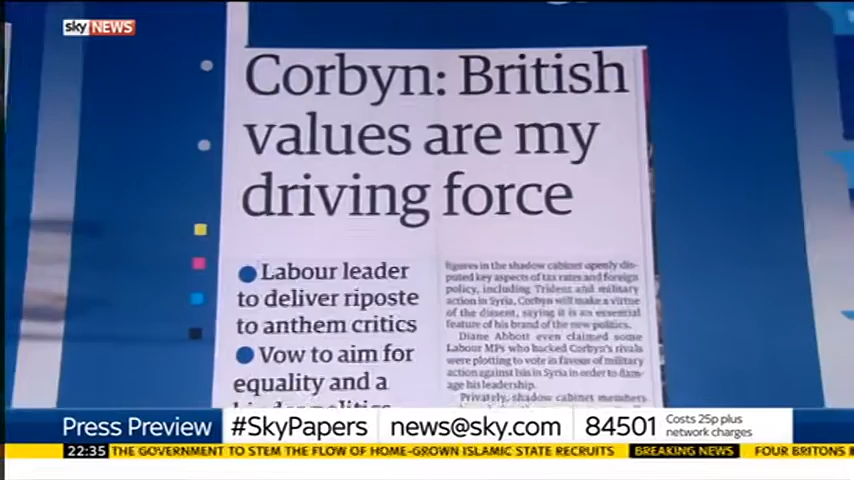 sky NEWS
Corbyn: British
values are my
driving force
Labour leader
to deliver riposte
to anthem critics
Vow to aim for
equality and a
kinder politics
figures in the shadow cabinet openly dis-
puted key aspects of tax rates and foreign
policy, including Trident and military
action in Syria, Corbyn will make a virtue
of the dissent, saying it is an essential
feature of his brand of the new politics.
Diane Abbott even claimed some
Labour MPs who backed Corbyn's rivals
were plotting to vote in favour of military
action against Isis in Syria in order to dam-
age his leadership.
Privately, shadow cabinet members
Press Preview #SkyPapers news@sky.com 84501 Costs 25p plus
network charges
22:35 THE GOVERNMENT TO STEM THE FLOW OF HOME-GROWN ISLAMIC STATE RECRUITS BREAKING NEWS FOUR BRITONS